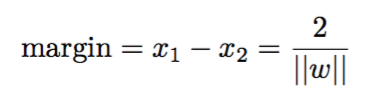 margin = x₁ − x₂ = 2 / ||w||